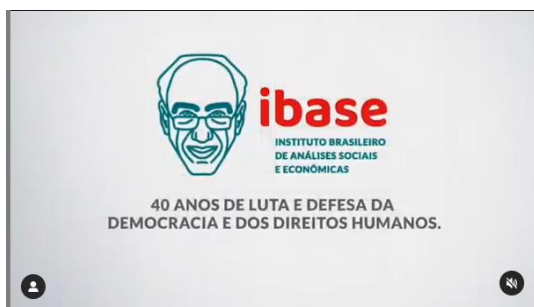 ibase
INSTITUTO BRASILEIRO
DE ANÁLISES SOCIAIS
E ECONÔMICAS
40 ANOS DE LUTA E DEFESA DA
DEMOCRACIA E DOS DIREITOS HUMANOS.